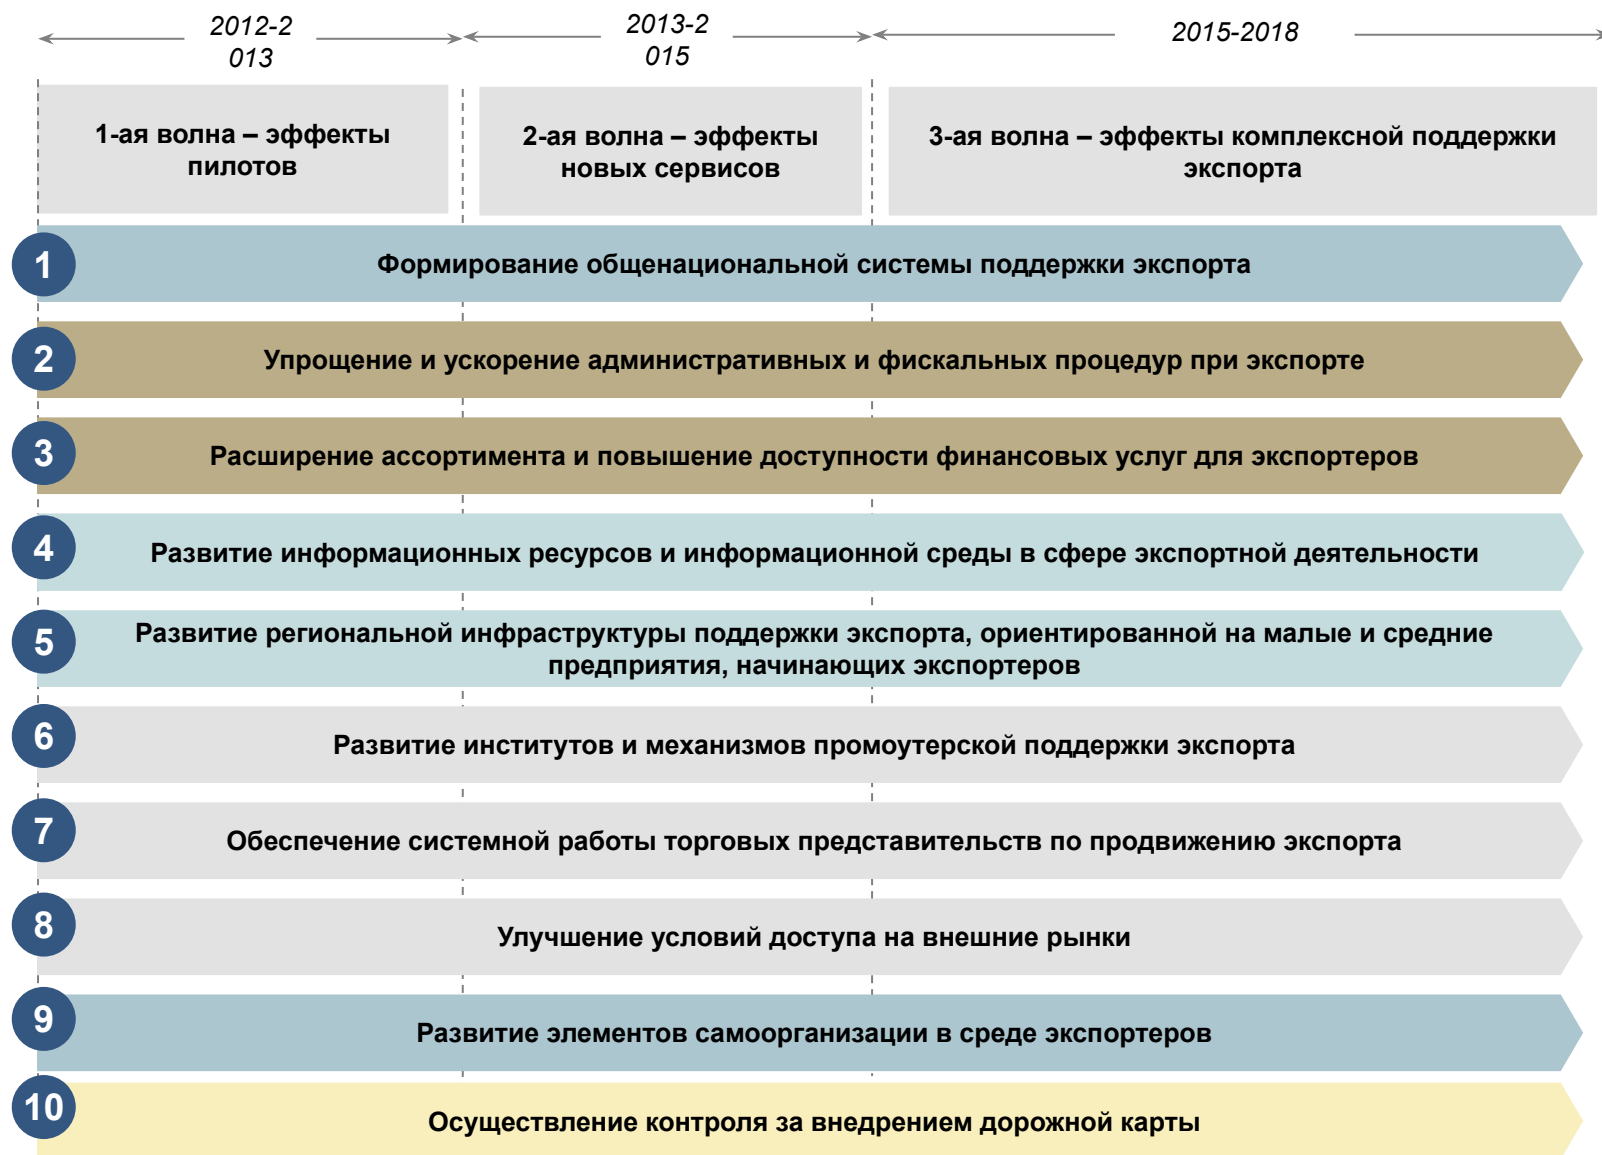 2012-2
013
2013-2
015
2015-2018
1-ая волна – эффекты
пилотов
2-ая волна – эффекты
новых сервисов
3-ая волна – эффекты комплексной поддержки
экспорта
1
Формирование общенациональной системы поддержки экспорта
2
Упрощение и ускорение административных и фискальных процедур при экспорте
3
Расширение ассортимента и повышение доступности финансовых услуг для экспортеров
4
Развитие информационных ресурсов и информационной среды в сфере экспортной деятельности
5
Развитие региональной инфраструктуры поддержки экспорта, ориентированной на малые и средние
предприятия, начинающих экспортеров
6
Развитие институтов и механизмов промоутерской поддержки экспорта
7
Обеспечение системной работы торговых представительств по продвижению экспорта
8
Улучшение условий доступа на внешние рынки
9
Развитие элементов самоорганизации в среде экспортеров
10
Осуществление контроля за внедрением дорожной карты